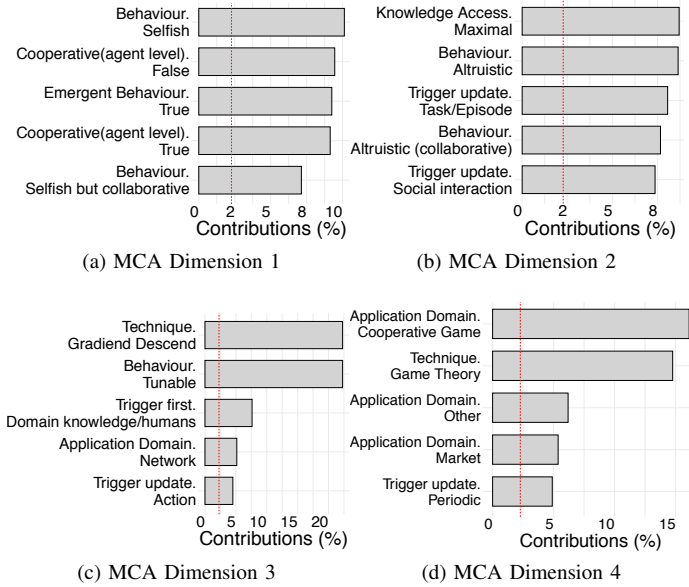 Behaviour.
Selfish
Cooperative(agent level).
False
Emergent Behaviour.
True
Cooperative(agent level).
True
Behaviour.
Selfish but collaborative
0 2 5 8 10
Contributions (%)
(a) MCA Dimension 1
Knowledge Access.
Maximal
Behaviour.
Altruistic
Trigger update.
Task/Episode
Behaviour.
Altruistic (collaborative)
Trigger update.
Social interaction
0 2 5 8
Contributions (%)
(b) MCA Dimension 2
Technique.
Gradiend Descend
Behaviour.
Tunable
Trigger first.
Domain knowledge/humans
Application Domain.
Network
Trigger update.
Action
0 5 10 15 20
Contributions (%)
(c) MCA Dimension 3
Application Domain.
Cooperative Game
Technique.
Game Theory
Application Domain.
Other
Application Domain.
Market
Trigger update.
Periodic
0 5 10 15
Contributions (%)
(d) MCA Dimension 4